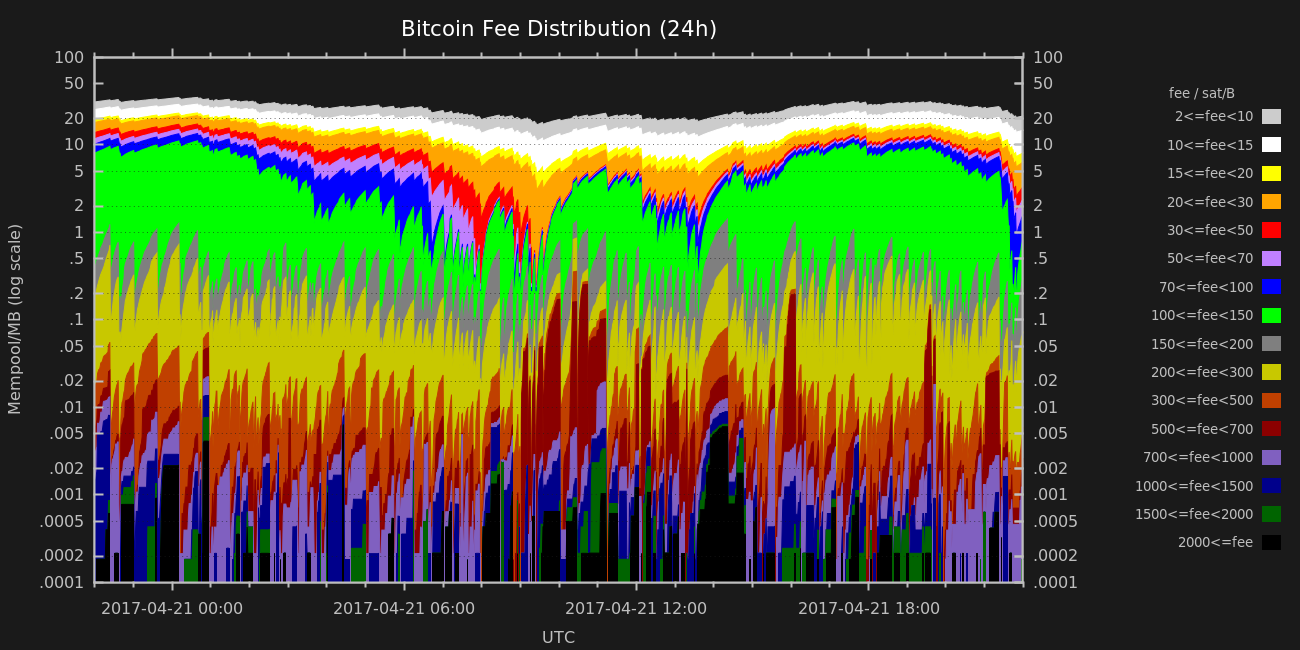 Bitcoin Fee Distribution (24h)
100 100
50 50
20 20
10 10
5 5
2 2
1 1
.5 .5
.2 .2
.1 .1
.05 .05
.02 .02
.01 .01
.005 .005
.002 .002
.001 .001
.0005 .0005
.0002 .0002
.0001 .0001
Mempool/MB (log scale)
2017-04-21 00:00 2017-04-21 06:00 2017-04-21 12:00 2017-04-21 18:00
UTC
fee / sat/B
2<=fee<10
10<=fee<15
15<=fee<20
20<=fee<30
30<=fee<50
50<=fee<70
70<=fee<100
100<=fee<150
150<=fee<200
200<=fee<300
300<=fee<500
500<=fee<700
700<=fee<1000
1000<=fee<1500
1500<=fee<2000
2000<=fee